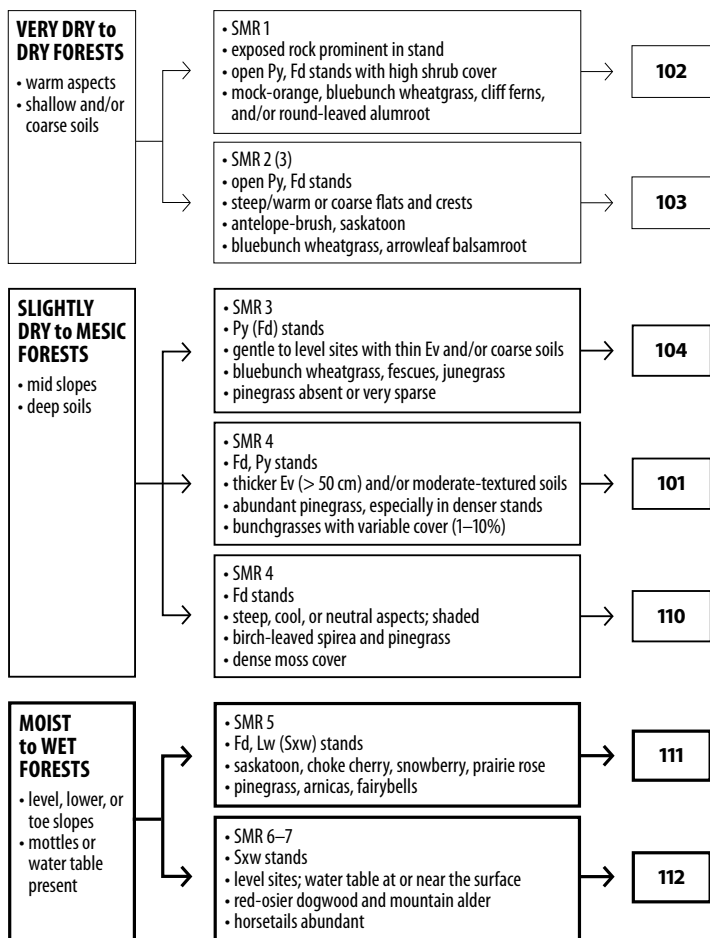 VERY DRY to
DRY FORESTS
• warm aspects
• shallow and/or
coarse soils
• SMR 1
• exposed rock prominent in stand
• open Py, Fd stands with high shrub cover
• mock-orange, bluebunch wheatgrass, cliff ferns,
and/or round-leaved alumroot
102
• SMR 2 (3)
• open Py, Fd stands
• steep/warm or coarse flats and crests
• antelope-brush, saskatoon
• bluebunch wheatgrass, arrowleaf balsamroot
103
SLIGHTLY
DRY to MESIC
FORESTS
• mid slopes
• deep soils
• SMR 3
• Py (Fd) stands
• gentle to level sites with thin Ev and/or coarse soils
• bluebunch wheatgrass, fescues, junegrass
• pinegrass absent or very sparse
104
• SMR 4
• Fd, Py stands
• thicker Ev (> 50 cm) and/or moderate-textured soils
• abundant pinegrass, especially in denser stands
• bunchgrasses with variable cover (1–10%)
101
• SMR 4
• Fd stands
• steep, cool, or neutral aspects; shaded
• birch-leaved spirea and pinegrass
• dense moss cover
110
MOIST
to WET
FORESTS
• level, lower, or
toe slopes
• mottles or
water table
present
• SMR 5
• Fd, Lw (Sxw) stands
• saskatoon, choke cherry, snowberry, prairie rose
• pinegrass, arnicas, fairybells
111
• SMR 6–7
• Sxw stands
• level sites; water table at or near the surface
• red-osier dogwood and mountain alder
• horsetails abundant
112